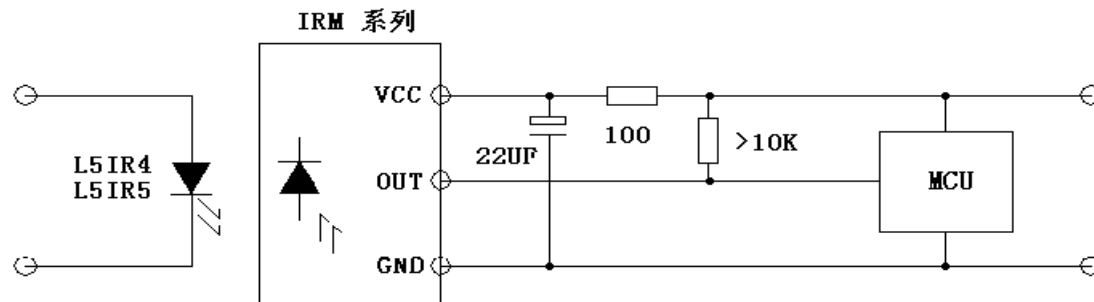 IRM 系列
VCC
100
22UF
>10K
L5IR4
L5IR5
OUT
MCU
GND